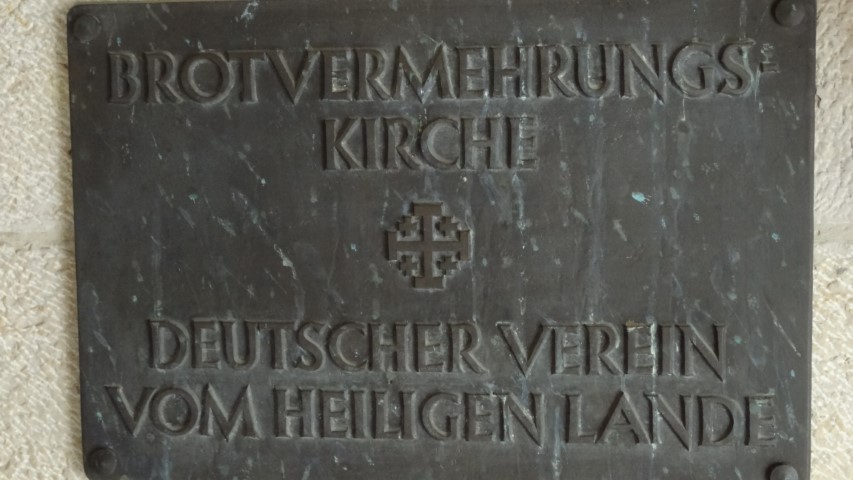 BROTVERMEHRUNGS-
KIRCHE
DEUTSCHER VEREIN
VOM HEILIGEN LANDE